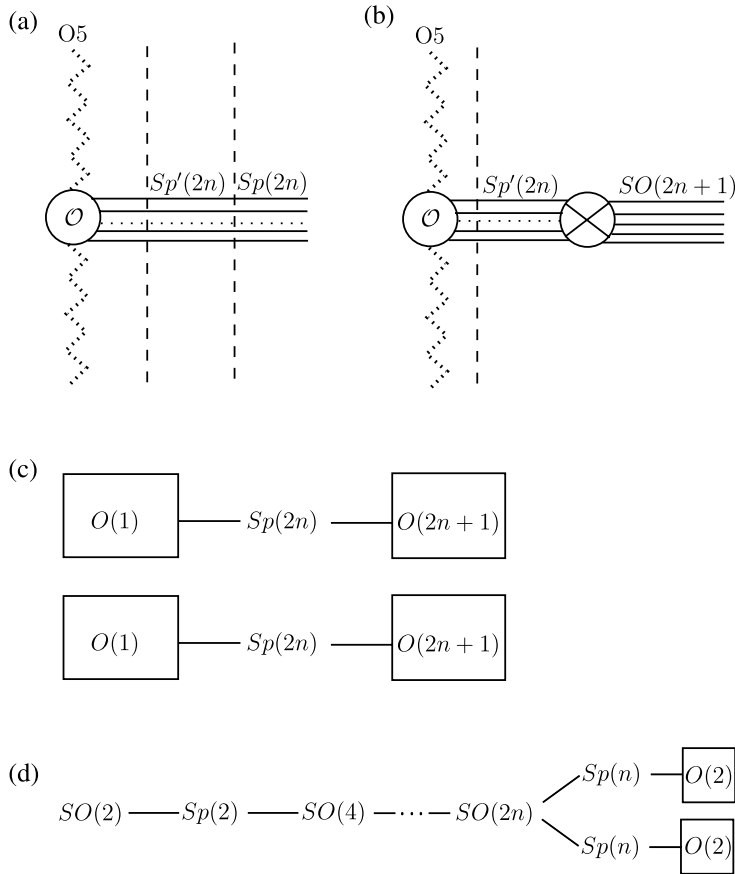 (a)
O5
Sp′(2n) Sp(2n)
𝒪
(b)
O5
Sp′(2n) SO(2n+1)
𝒪
(c)
O(1) Sp(2n) O(2n+1)
O(1) Sp(2n) O(2n+1)
(d)
SO(2) Sp(2) SO(4) ··· SO(2n)
Sp(n) O(2)
Sp(n) O(2)